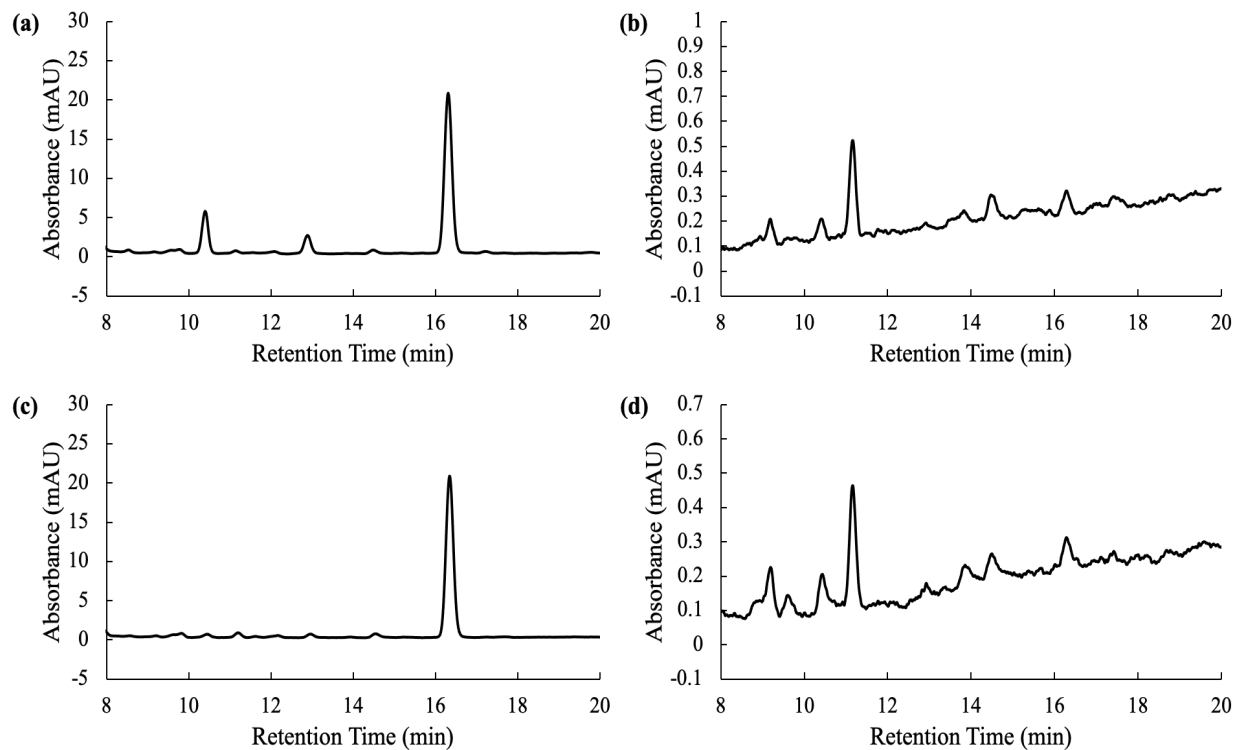 (a)
30
25
20
15
10
5
0
-5
Absorbance (mAU)
8 10 12 14 16 18 20
Retention Time (min)
(b)
1
0.9
0.8
0.7
0.6
0.5
0.4
0.3
0.2
0.1
0
-0.1
Absorbance (mAU)
8 10 12 14 16 18 20
Retention Time (min)
(c)
30
25
20
15
10
5
0
-5
Absorbance (mAU)
8 10 12 14 16 18 20
Retention Time (min)
(d)
0.7
0.6
0.5
0.4
0.3
0.2
0.1
0
-0.1
Absorbance (mAU)
8 10 12 14 16 18 20
Retention Time (min)